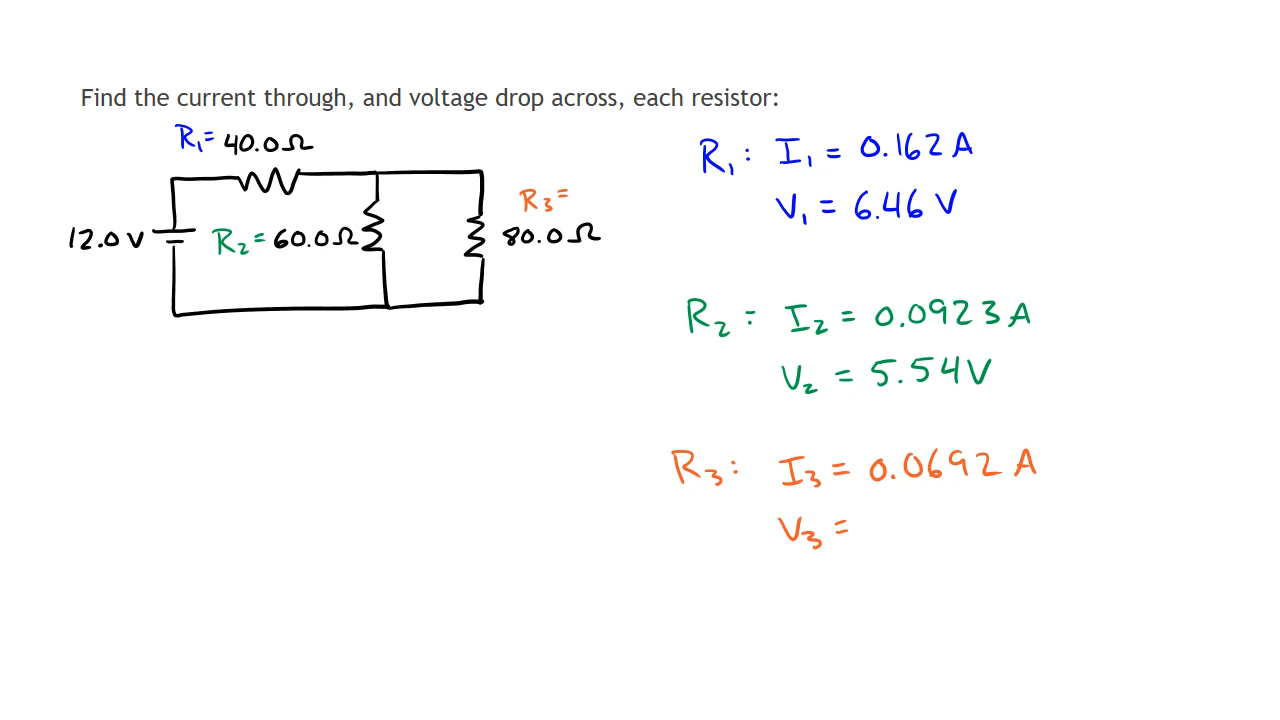 Find the current through, and voltage drop across, each resistor:
R₁= 40.0Ω
12.0 V
R₂ = 60.0Ω
R₃ =
80.0Ω
R₁: I₁ = 0.162 A
V₁ = 6.46 V
R₂: I₂ = 0.0923 A
V₂ = 5.54 V
R₃: I₃ = 0.0692 A
V₃ =